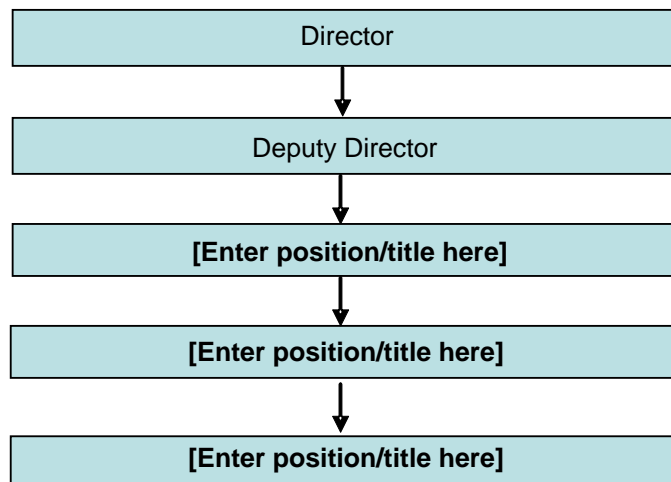 Director
Deputy Director
[Enter position/title here]
[Enter position/title here]
[Enter position/title here]